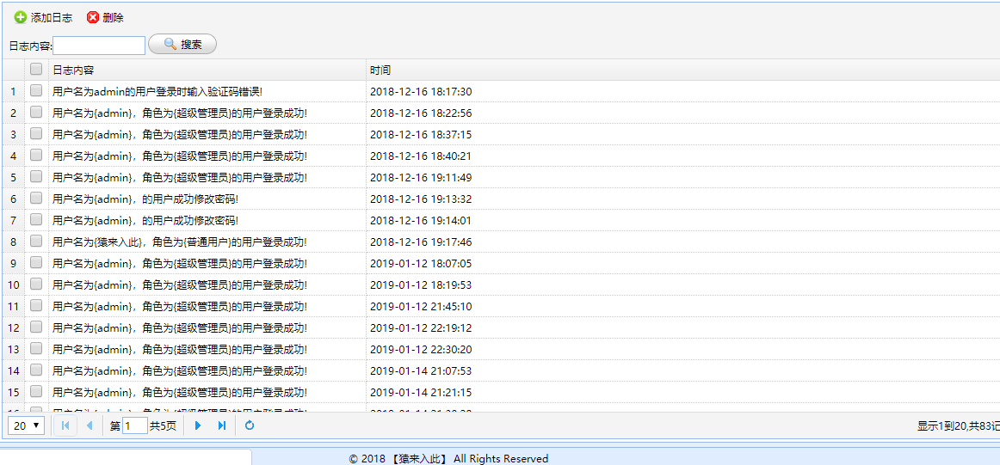 添加日志 删除
日志内容: 搜索
日志内容 时间
1 用户名为admin的用户登录时输入验证码错误! 2018-12-16 18:17:30
2 用户名为{admin}，角色为{超级管理员}的用户登录成功! 2018-12-16 18:22:56
3 用户名为{admin}，角色为{超级管理员}的用户登录成功! 2018-12-16 18:37:15
4 用户名为{admin}，角色为{超级管理员}的用户登录成功! 2018-12-16 18:40:21
5 用户名为{admin}，角色为{超级管理员}的用户登录成功! 2018-12-16 19:11:49
6 用户名为{admin}，的用户成功修改密码! 2018-12-16 19:13:32
7 用户名为{admin}，的用户成功修改密码! 2018-12-16 19:14:01
8 用户名为{猿来入此}，角色为{普通用户}的用户登录成功! 2018-12-16 19:17:46
9 用户名为{admin}，角色为{超级管理员}的用户登录成功! 2019-01-12 18:07:05
10 用户名为{admin}，角色为{超级管理员}的用户登录成功! 2019-01-12 18:19:53
11 用户名为{admin}，角色为{超级管理员}的用户登录成功! 2019-01-12 21:45:10
12 用户名为{admin}，角色为{超级管理员}的用户登录成功! 2019-01-12 22:19:12
13 用户名为{admin}，角色为{超级管理员}的用户登录成功! 2019-01-12 22:30:20
14 用户名为{admin}，角色为{超级管理员}的用户登录成功! 2019-01-14 21:07:53
15 用户名为{admin}，角色为{超级管理员}的用户登录成功! 2019-01-14 21:21:15
20 第 1 共5页 显示1到20,共83记
© 2018 【猿来入此】 All Rights Reserved